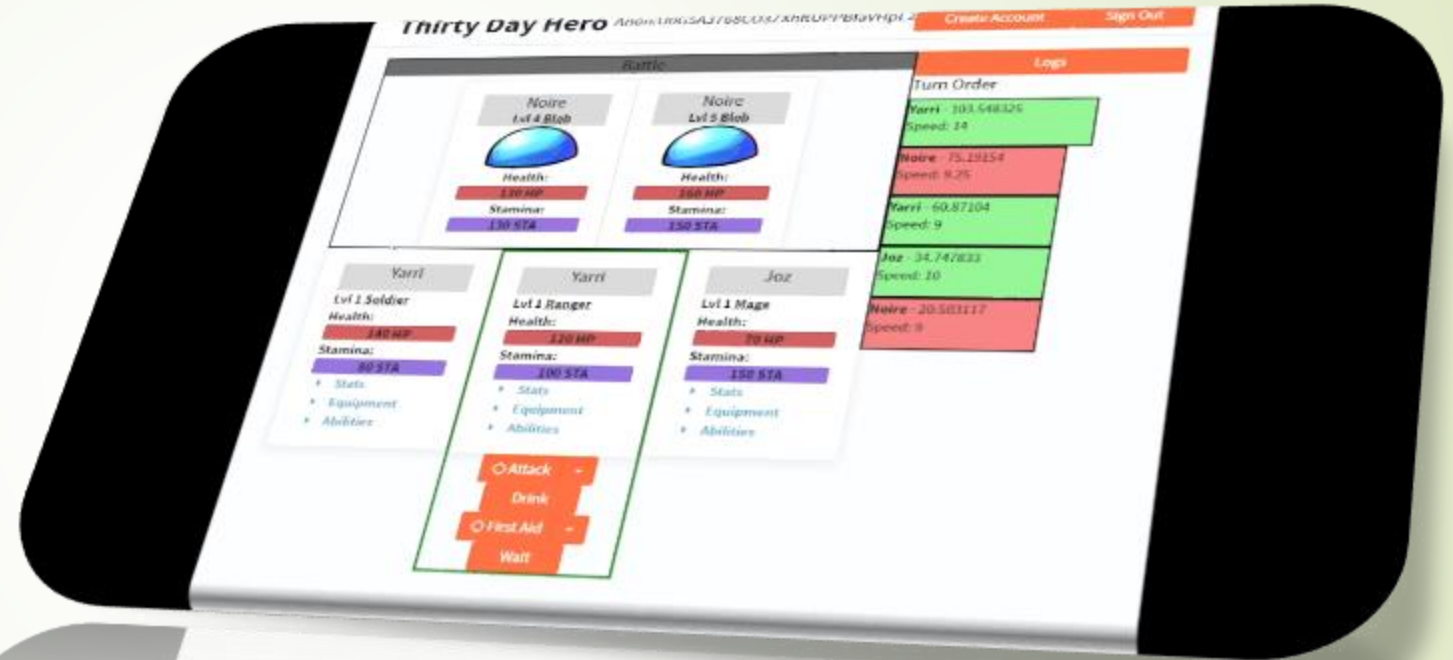 Thirty Day Hero
Create Account
Sign Out
Battle
Logs
Turn Order
Noire
Lvl 4 Blob
Health:
130 HP
Stamina:
130 STA
Noire
Lvl 5 Blob
Health:
160 HP
Stamina:
150 STA
Yarri - 103.548325
Speed: 14
Noire - 75.19154
Speed: 9.25
Yarri - 60.87104
Speed: 9
Joz - 34.747833
Speed: 10
Noire - 20.503117
Speed: 9
Yarri
Lvl 1 Soldier
Health:
140 HP
Stamina:
80 STA
Stats
Equipment
Abilities
Yarri
Lvl 1 Ranger
Health:
120 HP
Stamina:
100 STA
Stats
Equipment
Abilities
Attack
Drink
First Aid
Wait
Joz
Lvl 1 Mage
Health:
70 HP
Stamina:
150 STA
Stats
Equipment
Abilities